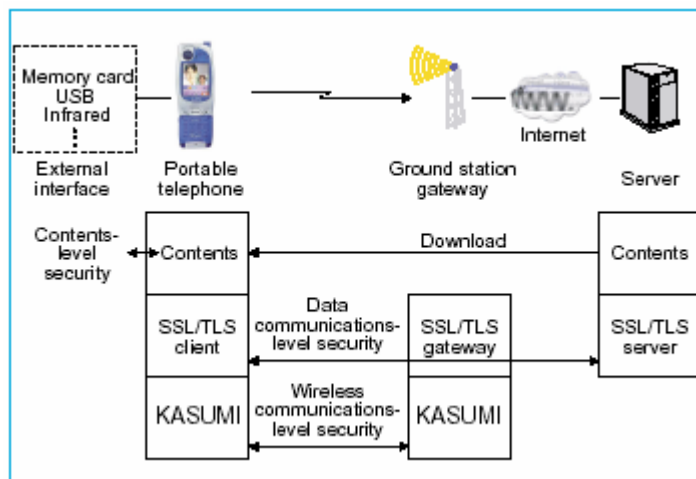 Memory card
USB
Infrared
WWW.
Internet
External
interface
Portable
telephone
Ground station
gateway
Server
Contents-
level
security
Contents
Download
Contents
SSL/TLS
client
Data
communications-
level security
SSL/TLS
gateway
SSL/TLS
server
KASUMI
Wireless
communications-
level security
KASUMI